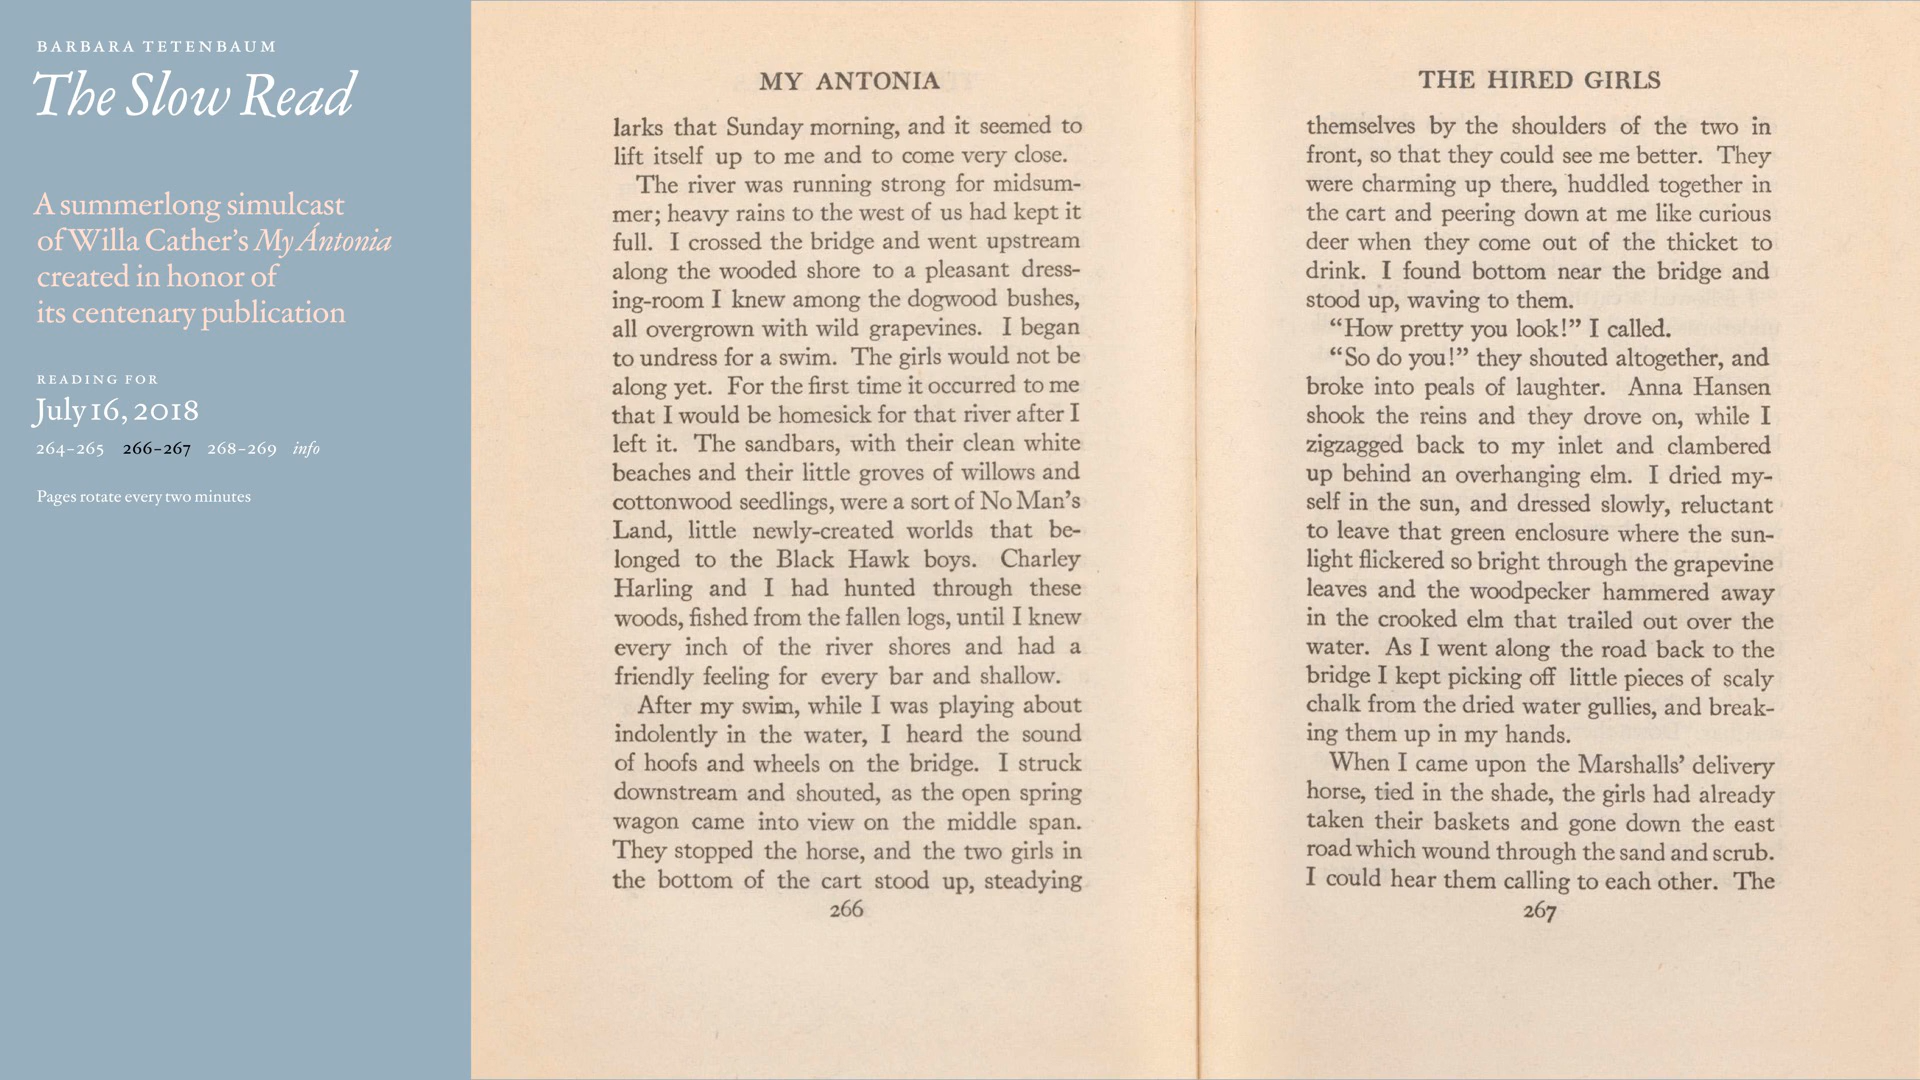 BARBARA TETENBAUM
The Slow Read
A summerlong simulcast
of Willa Cather's My Ántonia
created in honor of
its centenary publication
READING FOR
July 16, 2018
264–265 266–267 268–269 info
Pages rotate every two minutes
MY ANTONIA
larks that Sunday morning, and it seemed to
lift itself up to me and to come very close.
The river was running strong for midsum-
mer; heavy rains to the west of us had kept it
full. I crossed the bridge and went upstream
along the wooded shore to a pleasant dress-
ing-room I knew among the dogwood bushes,
all overgrown with wild grapevines. I began
to undress for a swim. The girls would not be
along yet. For the first time it occurred to me
that I would be homesick for that river after I
left it. The sandbars, with their clean white
beaches and their little groves of willows and
cottonwood seedlings, were a sort of No Man's
Land, little newly-created worlds that be-
longed to the Black Hawk boys. Charley
Harling and I had hunted through these
woods, fished from the fallen logs, until I knew
every inch of the river shores and had a
friendly feeling for every bar and shallow.
After my swim, while I was playing about
indolently in the water, I heard the sound
of hoofs and wheels on the bridge. I struck
downstream and shouted, as the open spring
wagon came into view on the middle span.
They stopped the horse, and the two girls in
the bottom of the cart stood up, steadying
266
THE HIRED GIRLS
themselves by the shoulders of the two in
front, so that they could see me better. They
were charming up there, huddled together in
the cart and peering down at me like curious
deer when they come out of the thicket to
drink. I found bottom near the bridge and
stood up, waving to them.
“How pretty you look!” I called.
“So do you!” they shouted altogether, and
broke into peals of laughter. Anna Hansen
shook the reins and they drove on, while I
zigzagged back to my inlet and clambered
up behind an overhanging elm. I dried my-
self in the sun, and dressed slowly, reluctant
to leave that green enclosure where the sun-
light flickered so bright through the grapevine
leaves and the woodpecker hammered away
in the crooked elm that trailed out over the
water. As I went along the road back to the
bridge I kept picking off little pieces of scaly
chalk from the dried water gullies, and break-
ing them up in my hands.
When I came upon the Marshalls' delivery
horse, tied in the shade, the girls had already
taken their baskets and gone down the east
road which wound through the sand and scrub.
I could hear them calling to each other. The
267